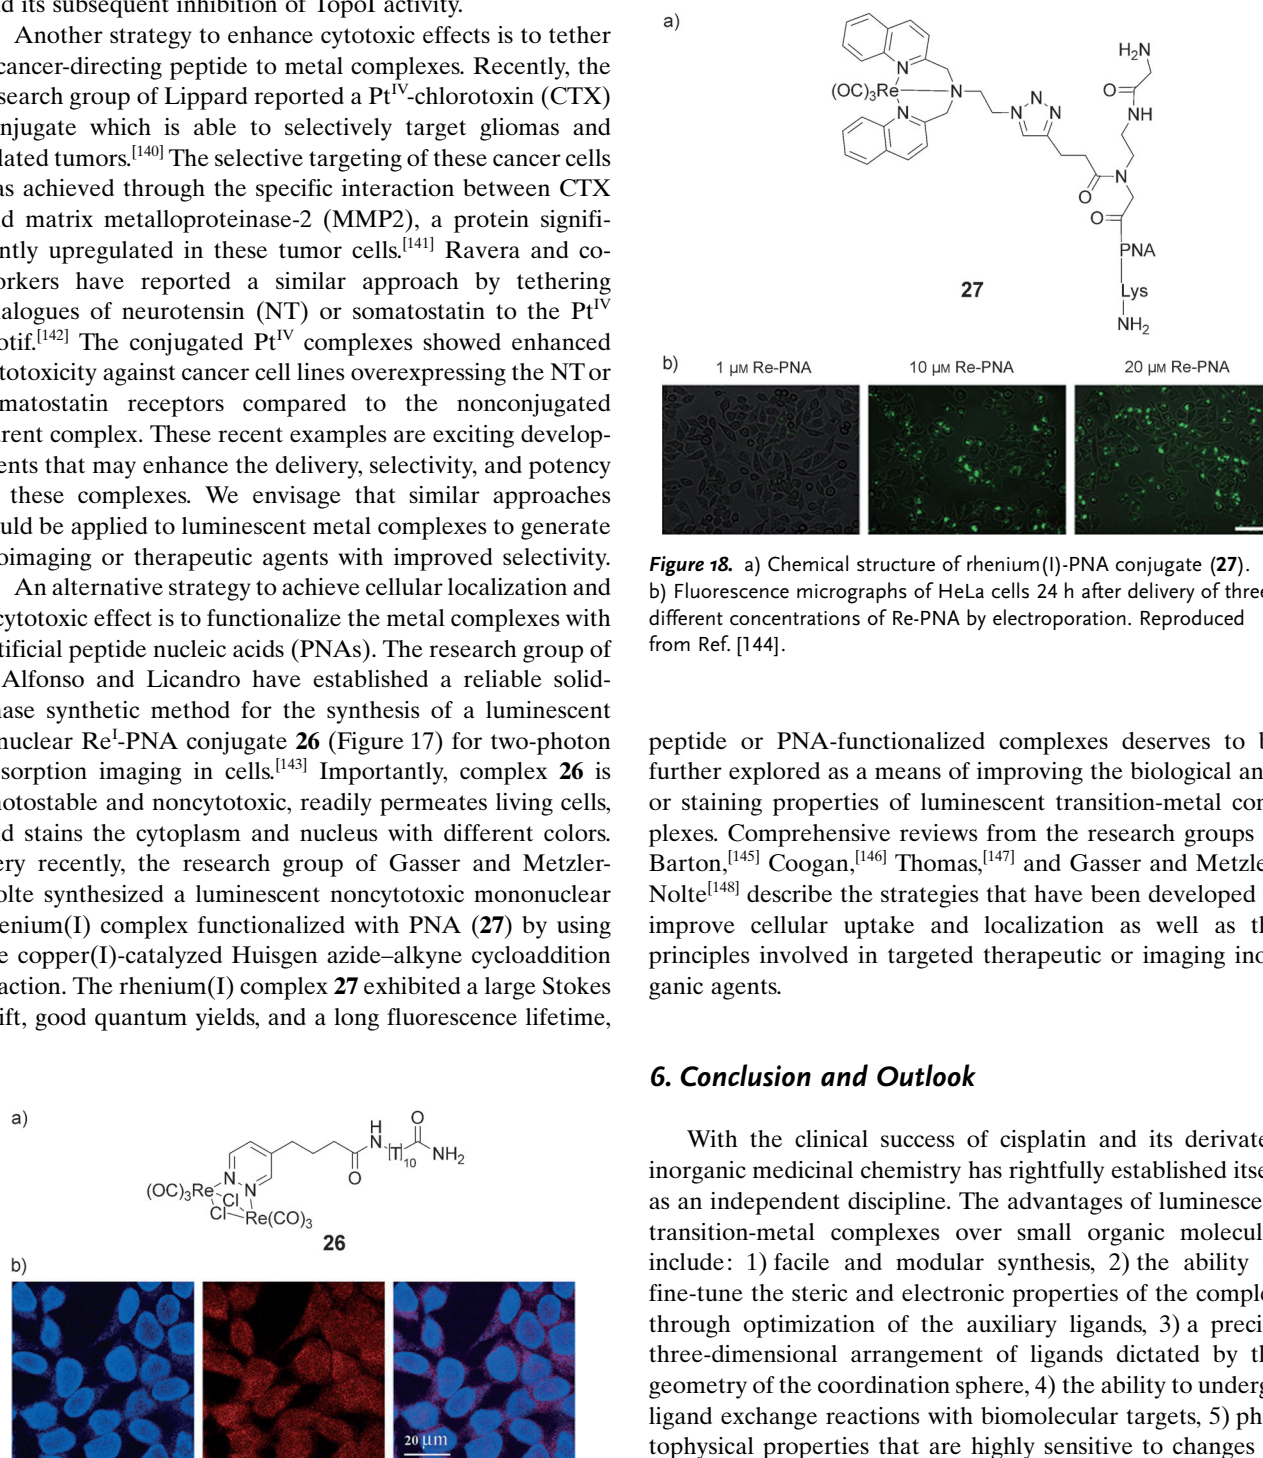 nd its subsequent inhibition of TopoI activity.
Another strategy to enhance cytotoxic effects is to tether
cancer-directing peptide to metal complexes. Recently, the
search group of Lippard reported a PtIV-chlorotoxin (CTX)
njugate which is able to selectively target gliomas and
lated tumors.[140] The selective targeting of these cancer cells
as achieved through the specific interaction between CTX
nd matrix metalloproteinase-2 (MMP2), a protein signifi-
ntly upregulated in these tumor cells.[141] Ravera and co-
orkers have reported a similar approach by tethering
nalogues of neurotensin (NT) or somatostatin to the PtIV
otif.[142] The conjugated PtIV complexes showed enhanced
totoxicity against cancer cell lines overexpressing the NT or
matostatin receptors compared to the nonconjugated
arent complex. These recent examples are exciting develop-
ents that may enhance the delivery, selectivity, and potency
these complexes. We envisage that similar approaches
uld be applied to luminescent metal complexes to generate
oimaging or therapeutic agents with improved selectivity.
An alternative strategy to achieve cellular localization and
cytotoxic effect is to functionalize the metal complexes with
tificial peptide nucleic acids (PNAs). The research group of
Alfonso and Licandro have established a reliable solid-
hase synthetic method for the synthesis of a luminescent
nuclear ReI-PNA conjugate 26 (Figure 17) for two-photon
sorption imaging in cells.[143] Importantly, complex 26 is
notostable and noncytotoxic, readily permeates living cells,
nd stains the cytoplasm and nucleus with different colors.
ery recently, the research group of Gasser and Metzler-
olte synthesized a luminescent noncytotoxic mononuclear
enium(I) complex functionalized with PNA (27) by using
e copper(I)-catalyzed Huisgen azide–alkyne cycloaddition
action. The rhenium(I) complex 27 exhibited a large Stokes
ift, good quantum yields, and a long fluorescence lifetime,
a)
H
N
O
[T]10
NH2
O
N
N
(OC)3Re
Cl
Cl
Re(CO)3
26
b)
20 µm
a)
H2N
O
NH
N
(OC)3Re
N
N
N
N
N
N
O
O
PNA
Lys
NH2
27
b)
1 µM Re-PNA
10 µM Re-PNA
20 µM Re-PNA
Figure 18. a) Chemical structure of rhenium(I)-PNA conjugate (27).
b) Fluorescence micrographs of HeLa cells 24 h after delivery of three
different concentrations of Re-PNA by electroporation. Reproduced
from Ref. [144].
peptide or PNA-functionalized complexes deserves to b
further explored as a means of improving the biological an
or staining properties of luminescent transition-metal com
plexes. Comprehensive reviews from the research groups
Barton,[145] Coogan,[146] Thomas,[147] and Gasser and Metzle
Nolte[148] describe the strategies that have been developed
improve cellular uptake and localization as well as th
principles involved in targeted therapeutic or imaging inor
ganic agents.
6. Conclusion and Outlook
With the clinical success of cisplatin and its derivate
inorganic medicinal chemistry has rightfully established itse
as an independent discipline. The advantages of luminesce
transition-metal complexes over small organic molecul
include: 1) facile and modular synthesis, 2) the ability
fine-tune the steric and electronic properties of the comple
through optimization of the auxiliary ligands, 3) a preci
three-dimensional arrangement of ligands dictated by th
geometry of the coordination sphere, 4) the ability to underg
ligand exchange reactions with biomolecular targets, 5) pho
tophysical properties that are highly sensitive to changes